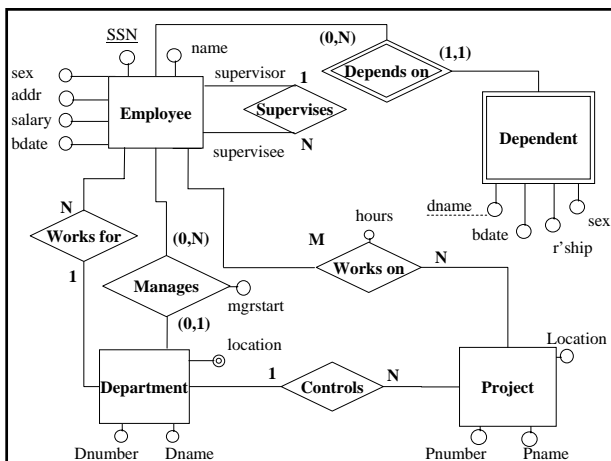 SSN
name
(0,N)
(1,1)
sex
addr
salary
bdate
Employee
supervisor
1
Supervises
N
supervisee
Depends on
Dependent
dname
bdate
r'ship
sex
N
Works for
1
(0,N)
Manages
mgrstart
(0,1)
hours
M
Works on
N
location
Department
1
Controls
N
Location
Project
Dnumber
Dname
Pnumber
Pname